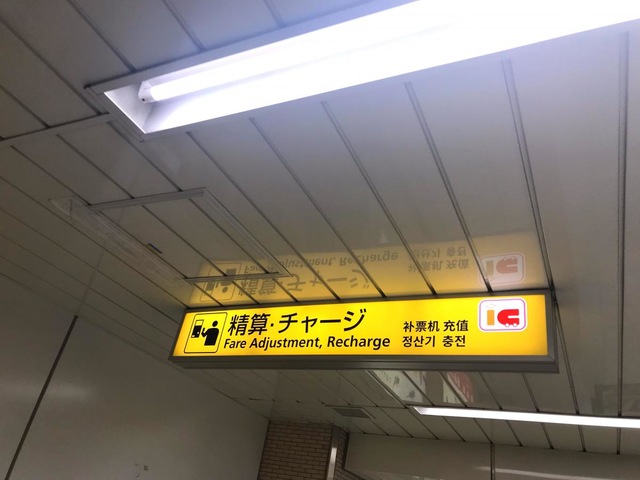 精算・チャージ
Fare Adjustment, Recharge
补票机 充值
정산기 충전
IC